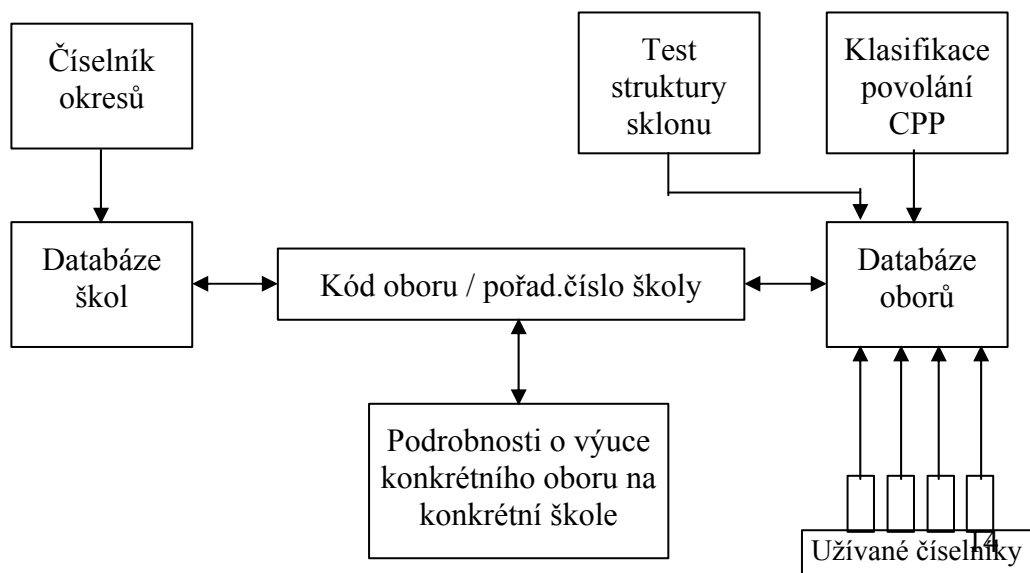 Číselník
okresů
Test
struktury
sklonu
Klasifikace
povolání
CPP
Databáze
škol
Kód oboru / pořad.číslo školy
Databáze
oborů
Podrobnosti o výuce
konkrétního oboru na
konkrétní škole
14
Užívané číselníky